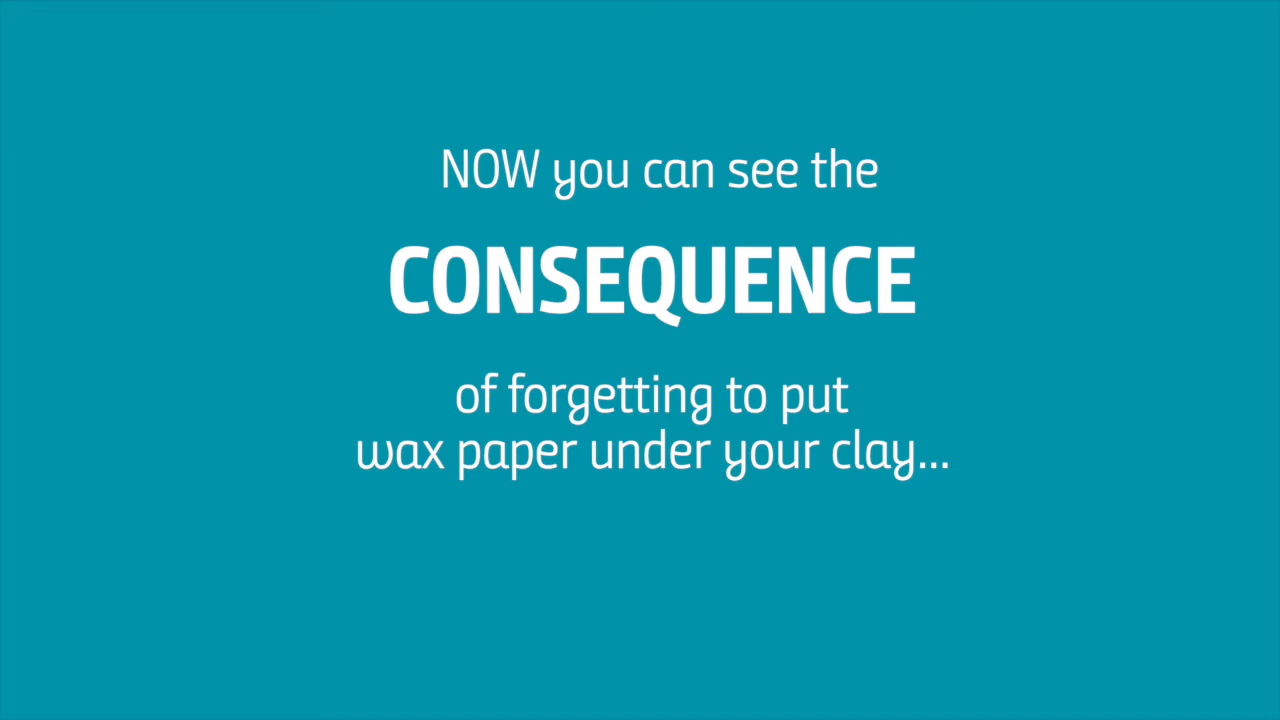 NOW you can see the
CONSEQUENCE
of forgetting to put
wax paper under your clay...